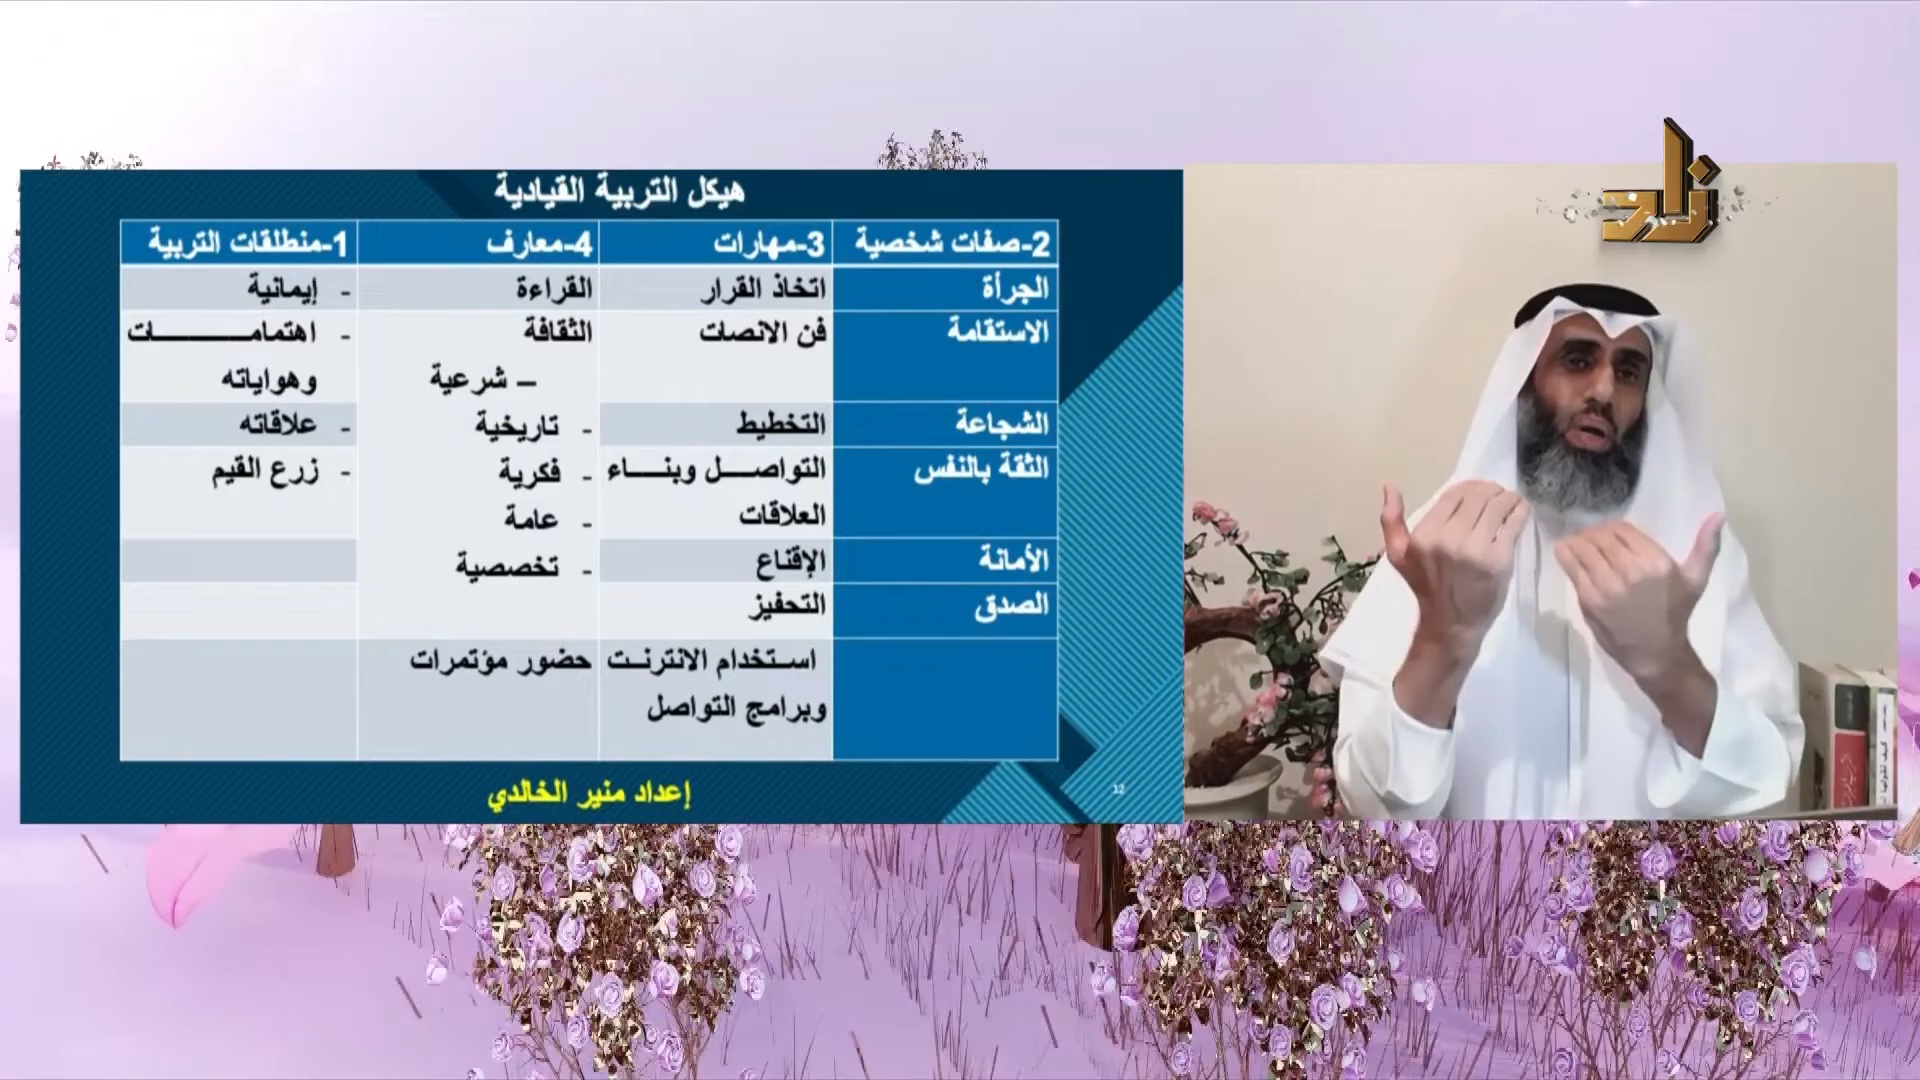 زاد
هيكل التربية القيادية
2-صفات شخصية
3-مهارات
4-معارف
1-منطلقات التربية
الجرأة
اتخاذ القرار
القراءة
- إيمانية
الاستقامة
فن الانصات
الثقافة
– شرعية
- اهتمامات
وهواياته
الشجاعة
التخطيط
- تاريخية
- علاقاته
الثقة بالنفس
التواصل وبناء
العلاقات
- فكرية
- عامة
- زرع القيم
الأمانة
الإقناع
- تخصصية
الصدق
التحفيز
استخدام الانترنت
وبرامج التواصل
حضور مؤتمرات
إعداد منير الخالدي
12